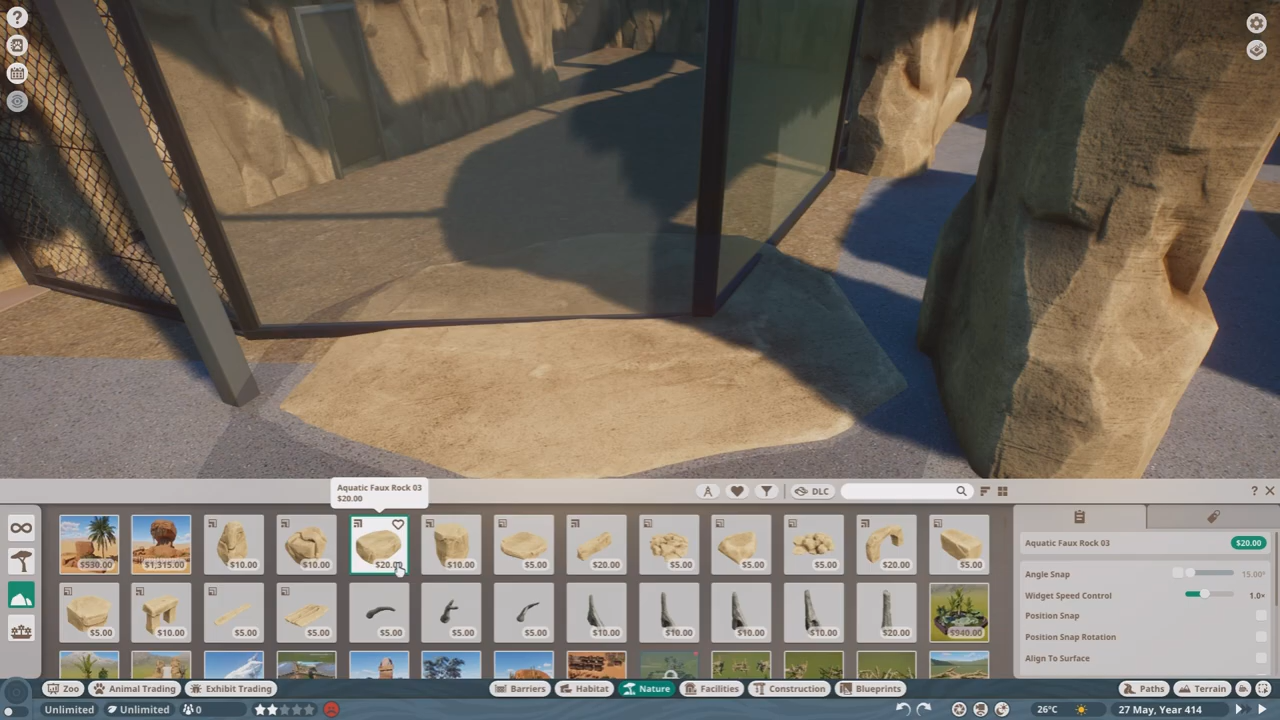 ?
DLC
? ×
Aquatic Faux Rock 03
$20.00
$530.00
$1,315.00
$10.00
$10.00
$20.00
$10.00
$5.00
$20.00
$5.00
$5.00
$5.00
$20.00
$5.00
$5.00
$10.00
$5.00
$5.00
$5.00
$5.00
$5.00
$10.00
$10.00
$10.00
$10.00
$20.00
$940.00
Aquatic Faux Rock 03 $20.00
Angle Snap 15.00°
Widget Speed Control 1.0×
Position Snap
Position Snap Rotation
Align To Surface
Zoo Animal Trading Exhibit Trading Barriers Habitat Nature Facilities Construction Blueprints Paths Terrain
Unlimited Unlimited 0 26°C 27 May, Year 414